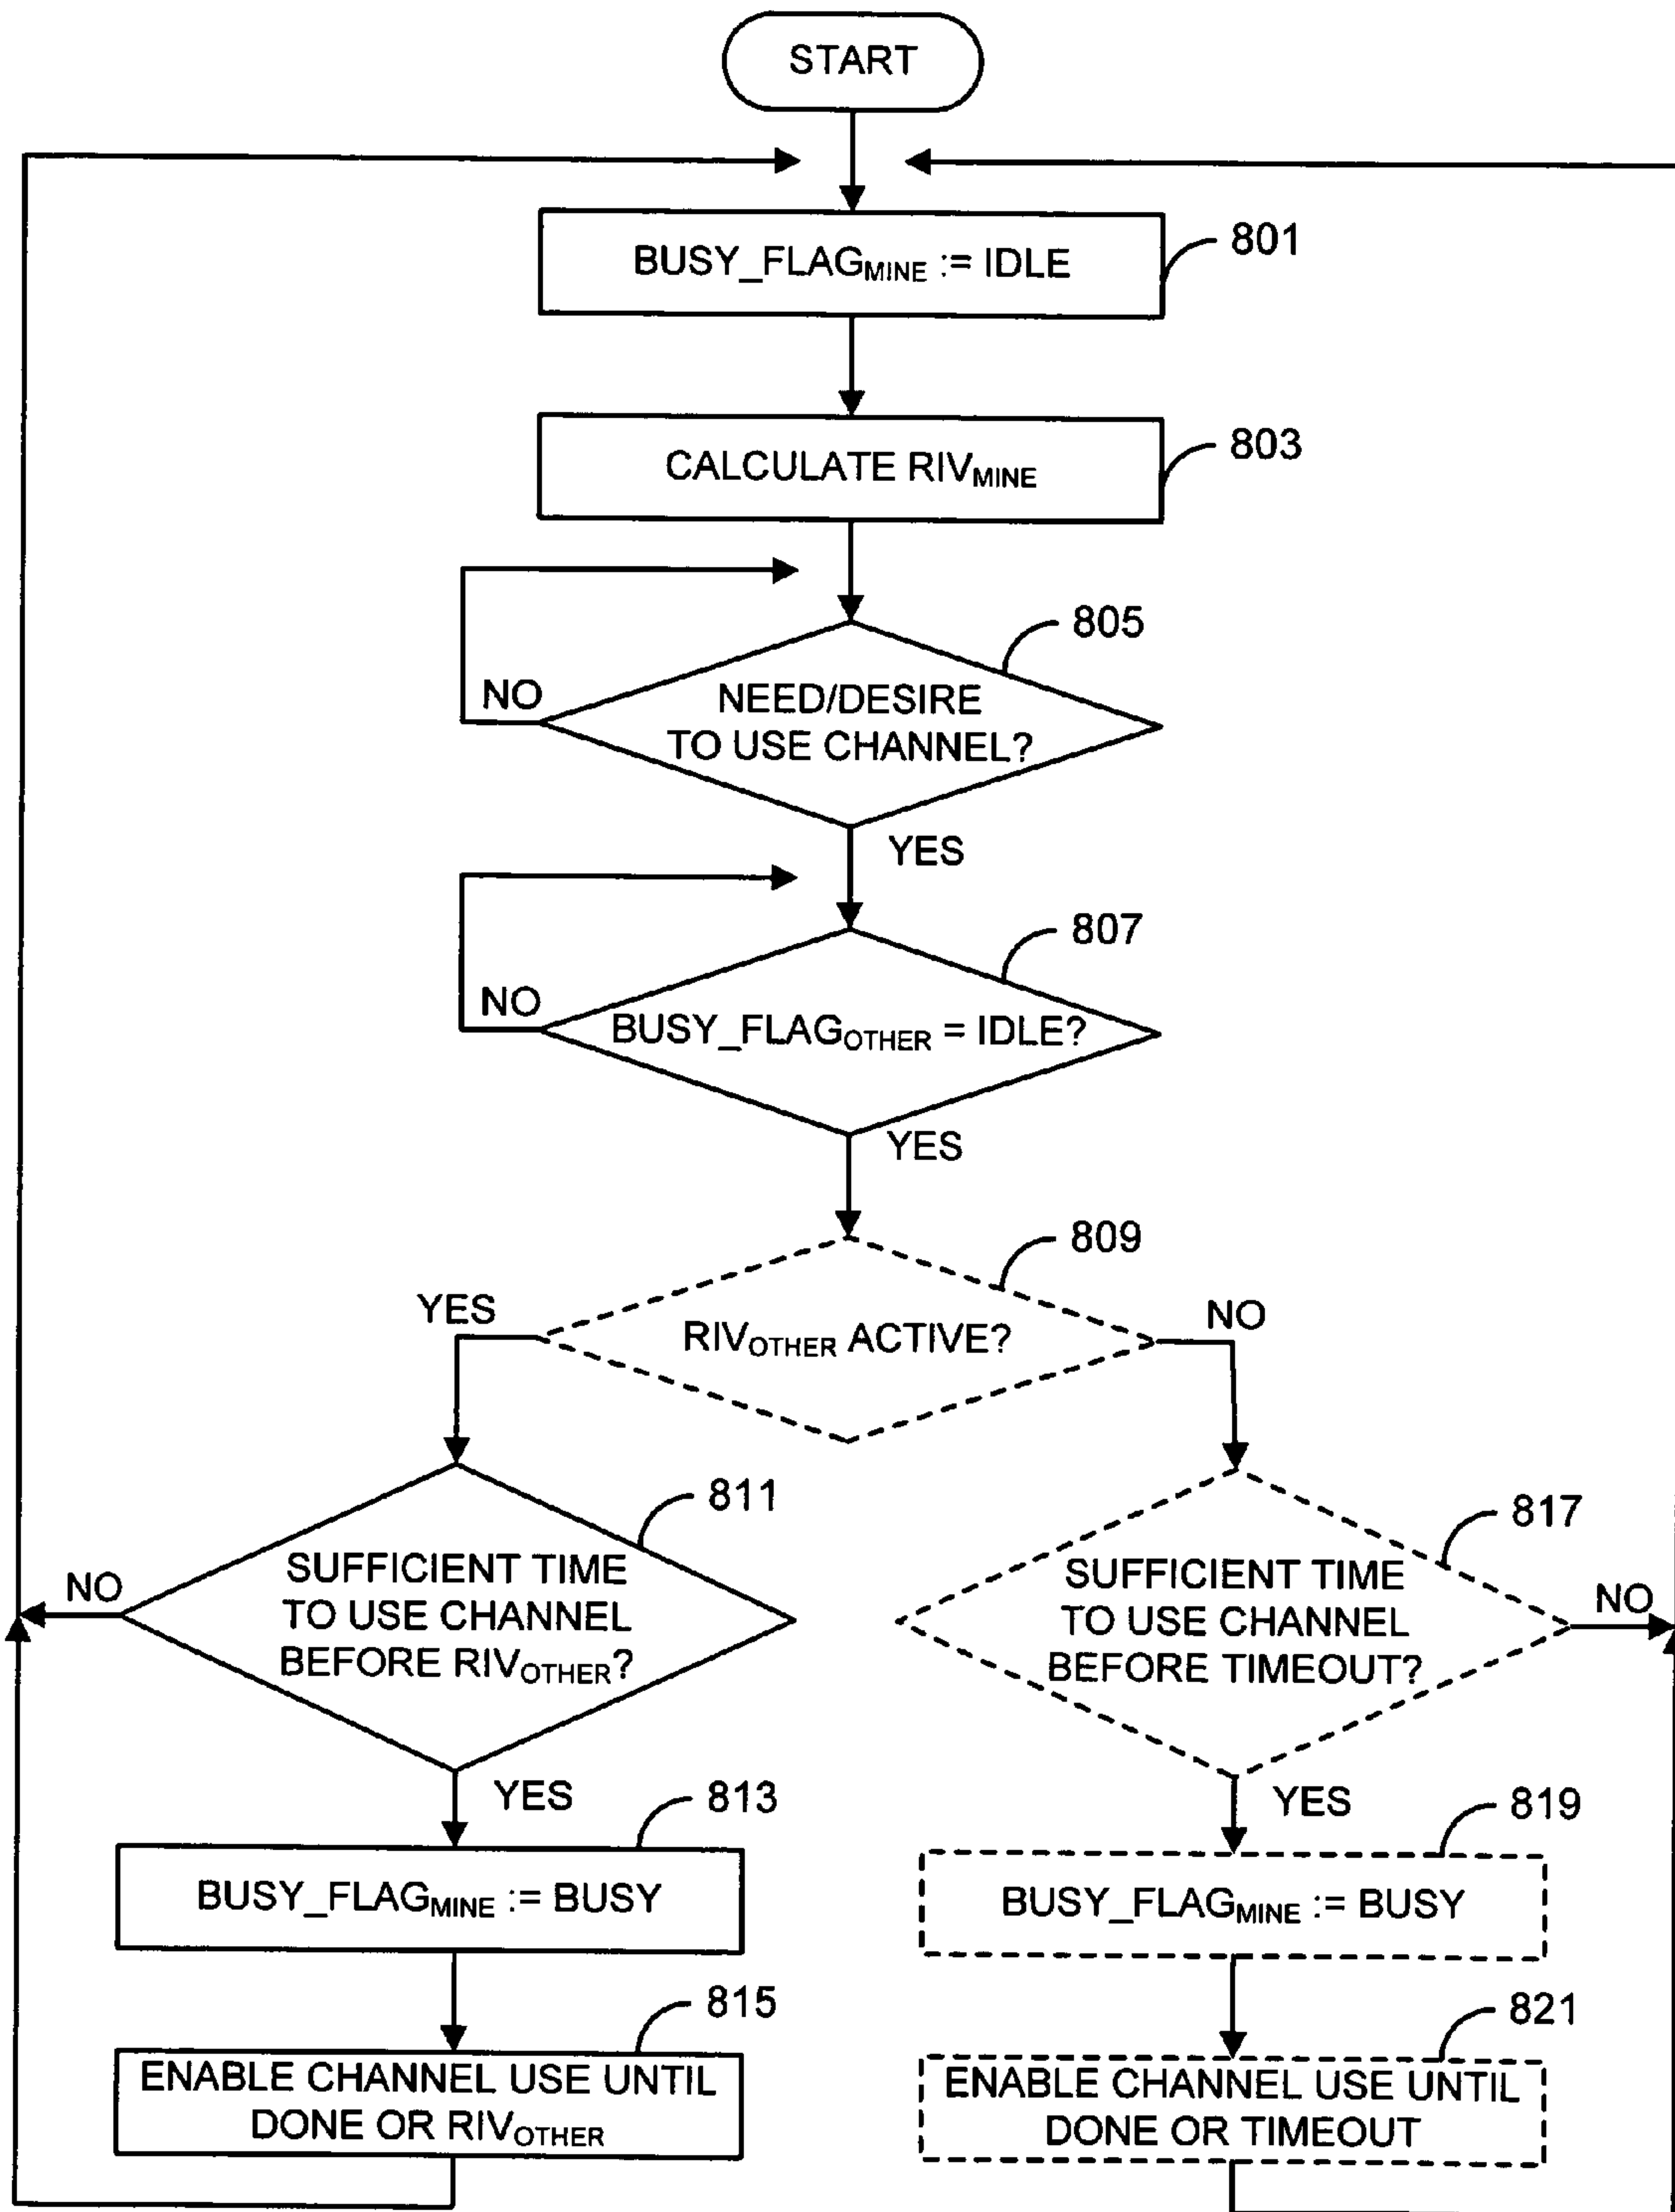 START
BUSY_FLAGMINE := IDLE
801
CALCULATE RIVMINE
803
805
NEED/DESIRE
TO USE CHANNEL?
NO
YES
807
BUSY_FLAGOTHER = IDLE?
NO
YES
809
RIVOTHER ACTIVE?
YES
NO
811
SUFFICIENT TIME
TO USE CHANNEL
BEFORE RIVOTHER?
NO
YES
817
SUFFICIENT TIME
TO USE CHANNEL
BEFORE TIMEOUT?
NO
YES
813
BUSY_FLAGMINE := BUSY
819
BUSY_FLAGMINE := BUSY
815
ENABLE CHANNEL USE UNTIL
DONE OR RIVOTHER
821
ENABLE CHANNEL USE UNTIL
DONE OR TIMEOUT